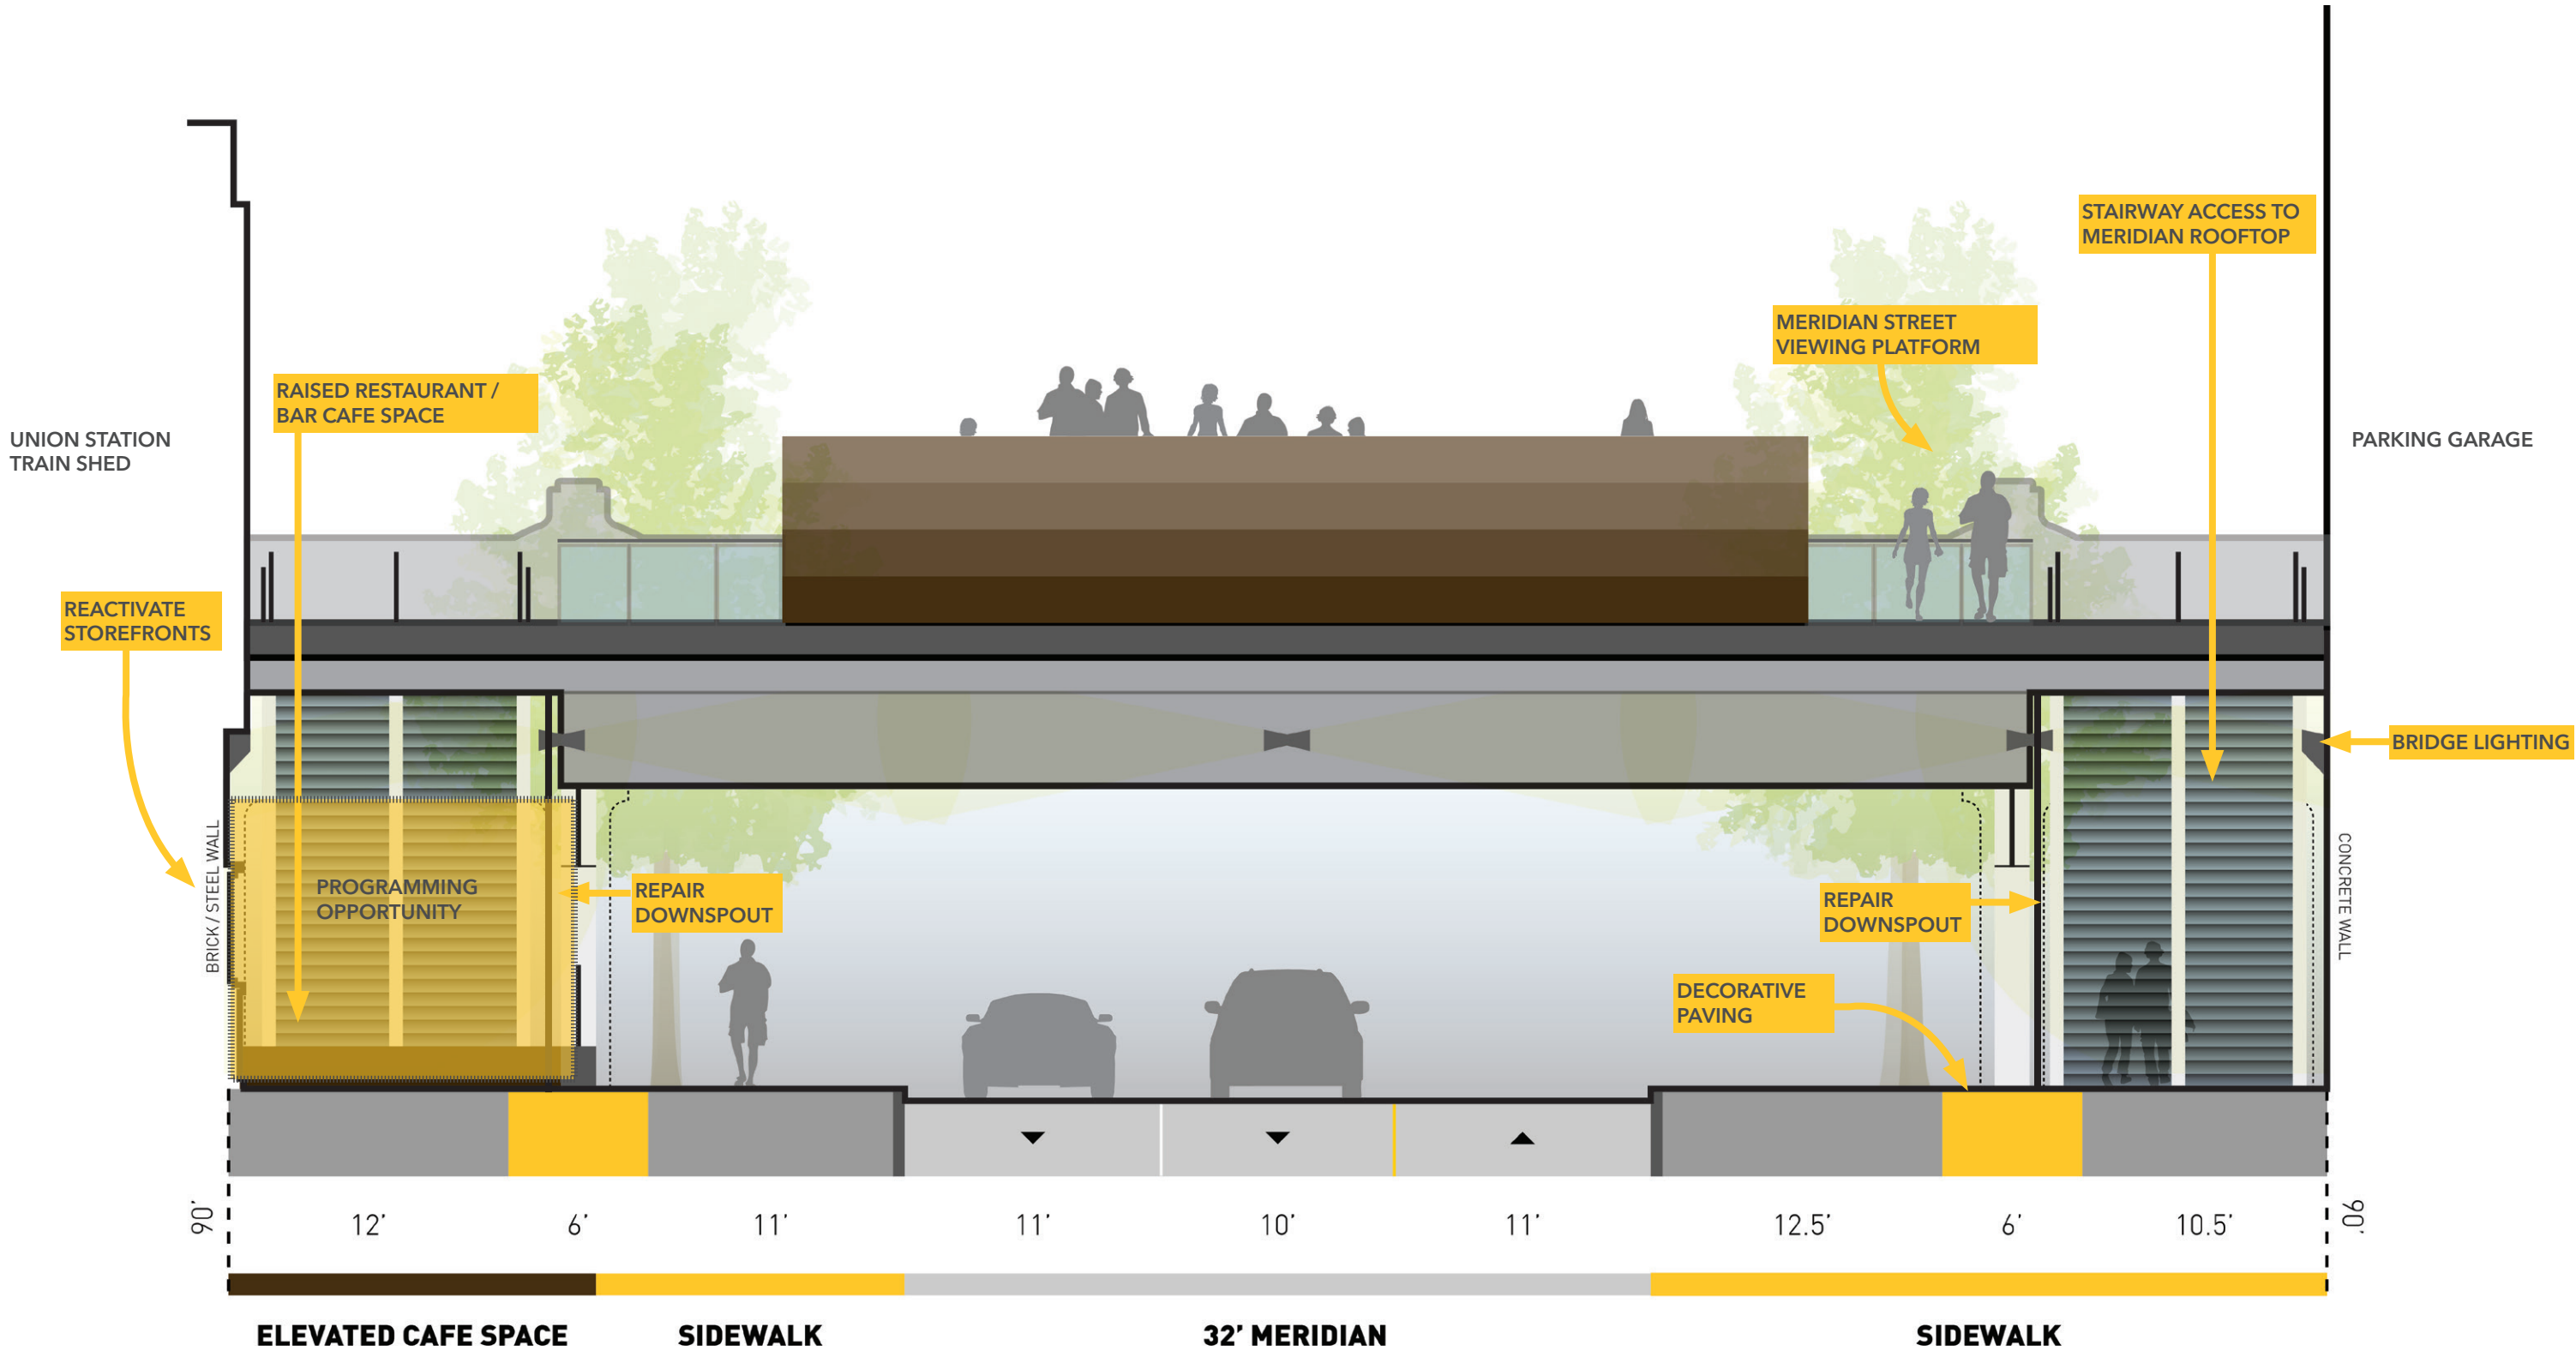 STAIRWAY ACCESS TO
MERIDIAN ROOFTOP
MERIDIAN STREET
VIEWING PLATFORM
RAISED RESTAURANT /
BAR CAFE SPACE
UNION STATION
TRAIN SHED
PARKING GARAGE
REACTIVATE
STOREFRONTS
BRIDGE LIGHTING
BRICK / STEEL WALL
PROGRAMMING
OPPORTUNITY
REPAIR
DOWNSPOUT
REPAIR
DOWNSPOUT
CONCRETE WALL
DECORATIVE
PAVING
90’
12’
6’
11’
11’
10’
11’
12.5’
6’
10.5’
90’
ELEVATED CAFE SPACE
SIDEWALK
32’ MERIDIAN
SIDEWALK